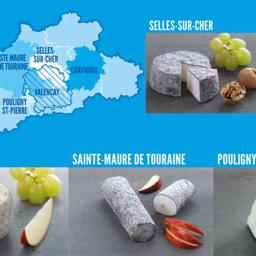 SELLES-SUR-CHER
STE MAURE
DE TOURAINE
SELLES-
SUR-CHER
CHAVIGNOL
VALENCAY
POULIGNY
ST-PIERRE
SAINTE-MAURE DE TOURAINE
POULIGNY